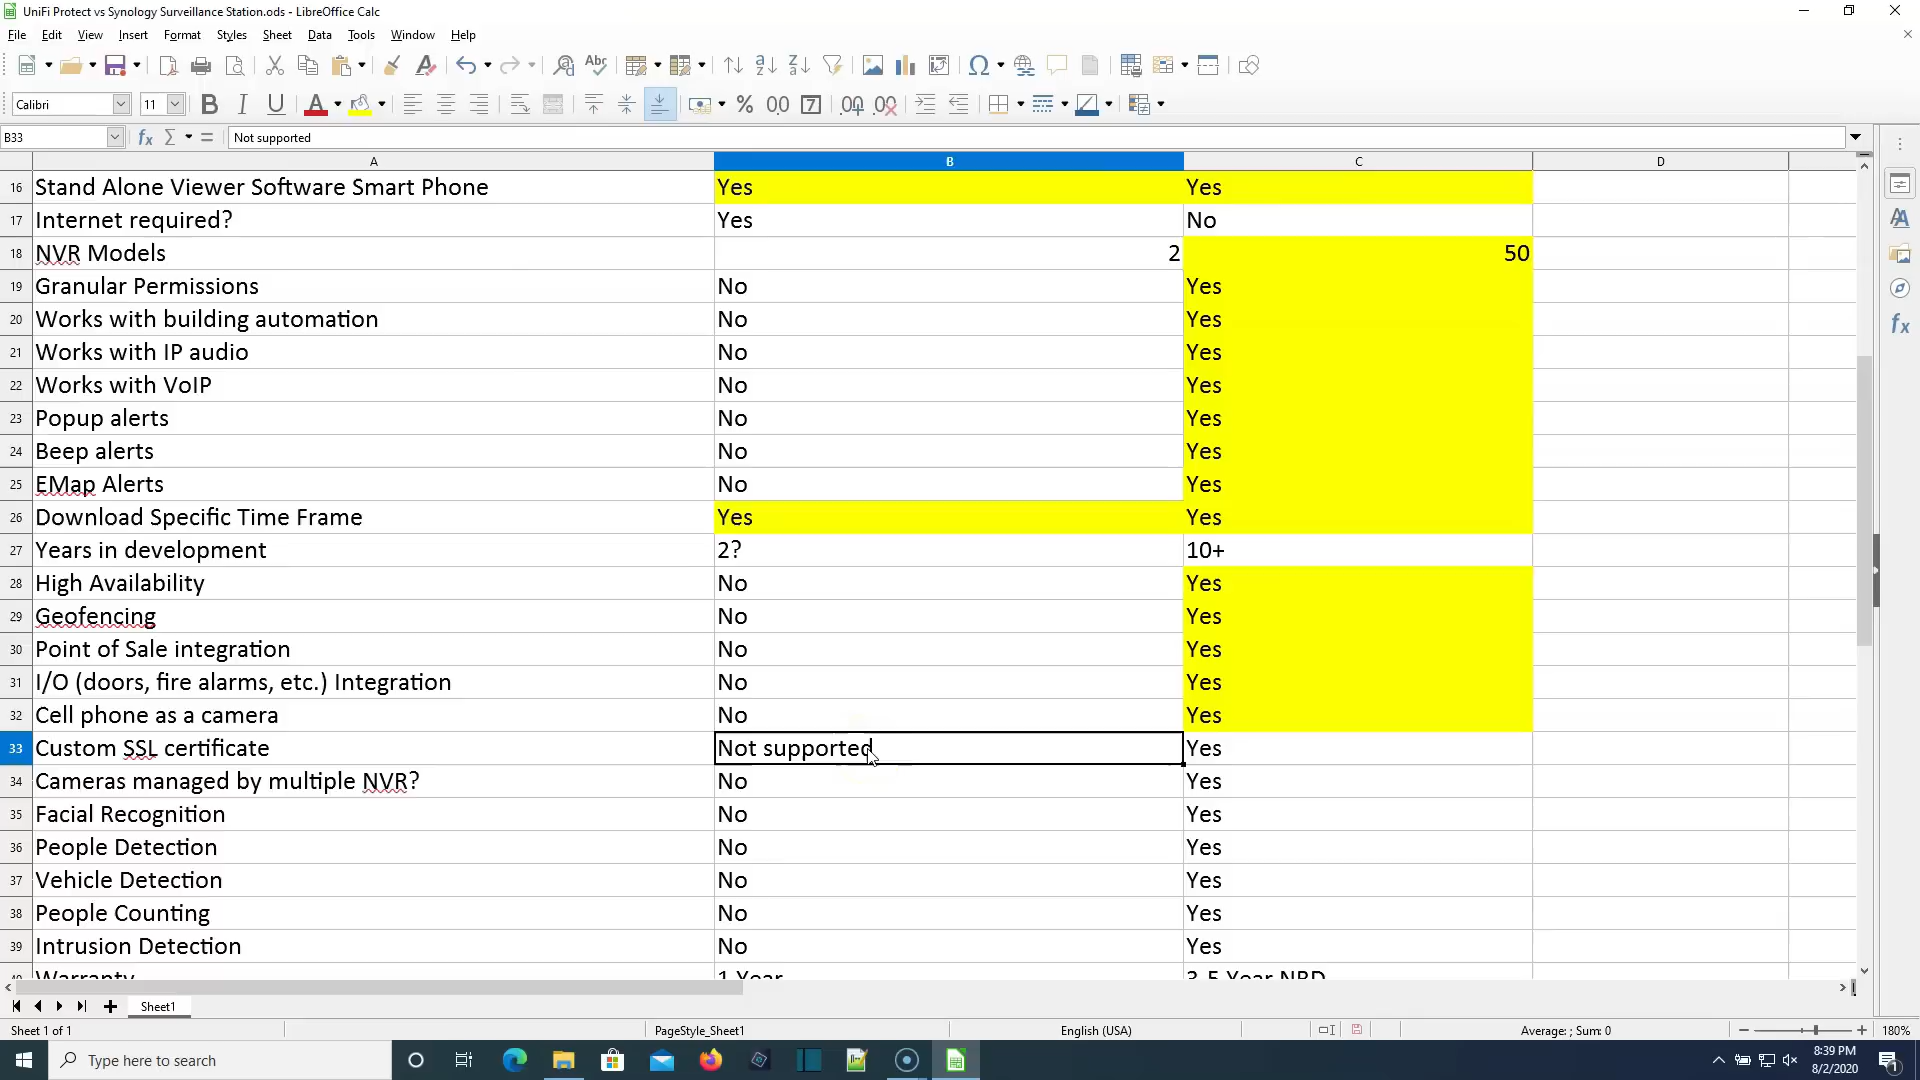 UniFi Protect vs Synology Surveillance Station.ods - LibreOffice Calc
File Edit View Insert Format Styles Sheet Data Tools Window Help
Calibri 11
B33 Not supported
A B C D
16 Stand Alone Viewer Software Smart Phone Yes Yes
17 Internet required? Yes No
18 NVR Models 2 50
19 Granular Permissions No Yes
20 Works with building automation No Yes
21 Works with IP audio No Yes
22 Works with VoIP No Yes
23 Popup alerts No Yes
24 Beep alerts No Yes
25 EMap Alerts No Yes
26 Download Specific Time Frame Yes Yes
27 Years in development 2? 10+
28 High Availability No Yes
29 Geofencing No Yes
30 Point of Sale integration No Yes
31 I/O (doors, fire alarms, etc.) Integration No Yes
32 Cell phone as a camera No Yes
33 Custom SSL certificate Not supported Yes
34 Cameras managed by multiple NVR? No Yes
35 Facial Recognition No Yes
36 People Detection No Yes
37 Vehicle Detection No Yes
38 People Counting No Yes
39 Intrusion Detection No Yes
40 Warranty 1 Year 3-5 Year NBD
Sheet1
Sheet 1 of 1 PageStyle_Sheet1 English (USA) Average: ; Sum: 0 180%
Type here to search
8:39 PM
8/2/2020